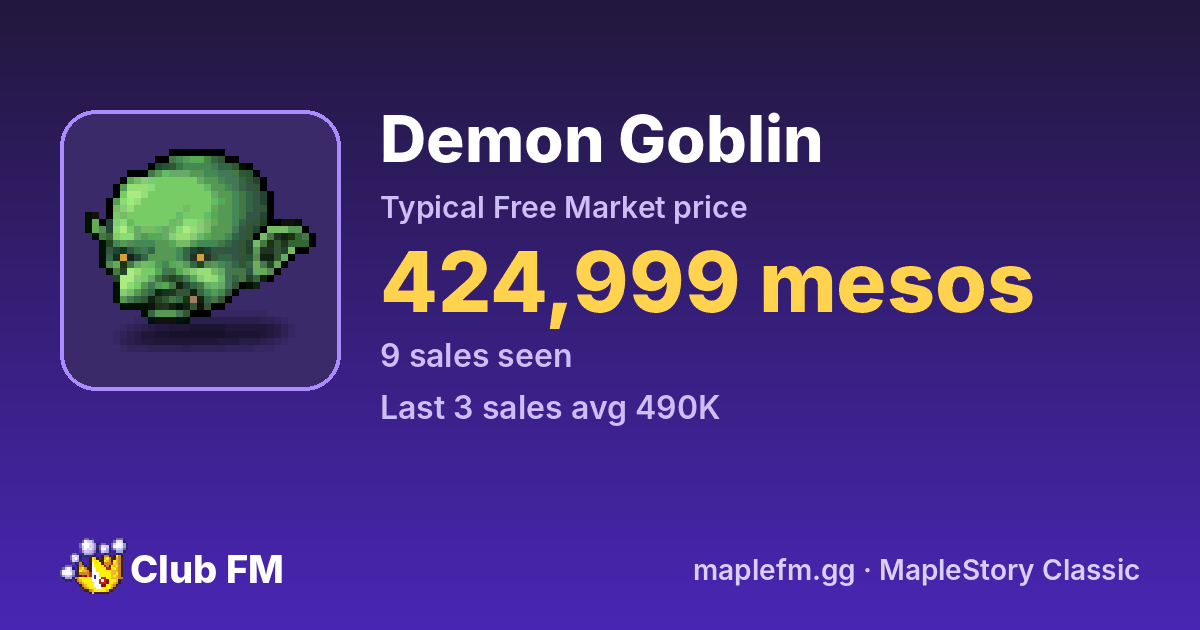 Demon Goblin
Typical Free Market price
424,999 mesos
9 sales seen
Last 3 sales avg 490K
Club FM
maplefm.gg · MapleStory Classic